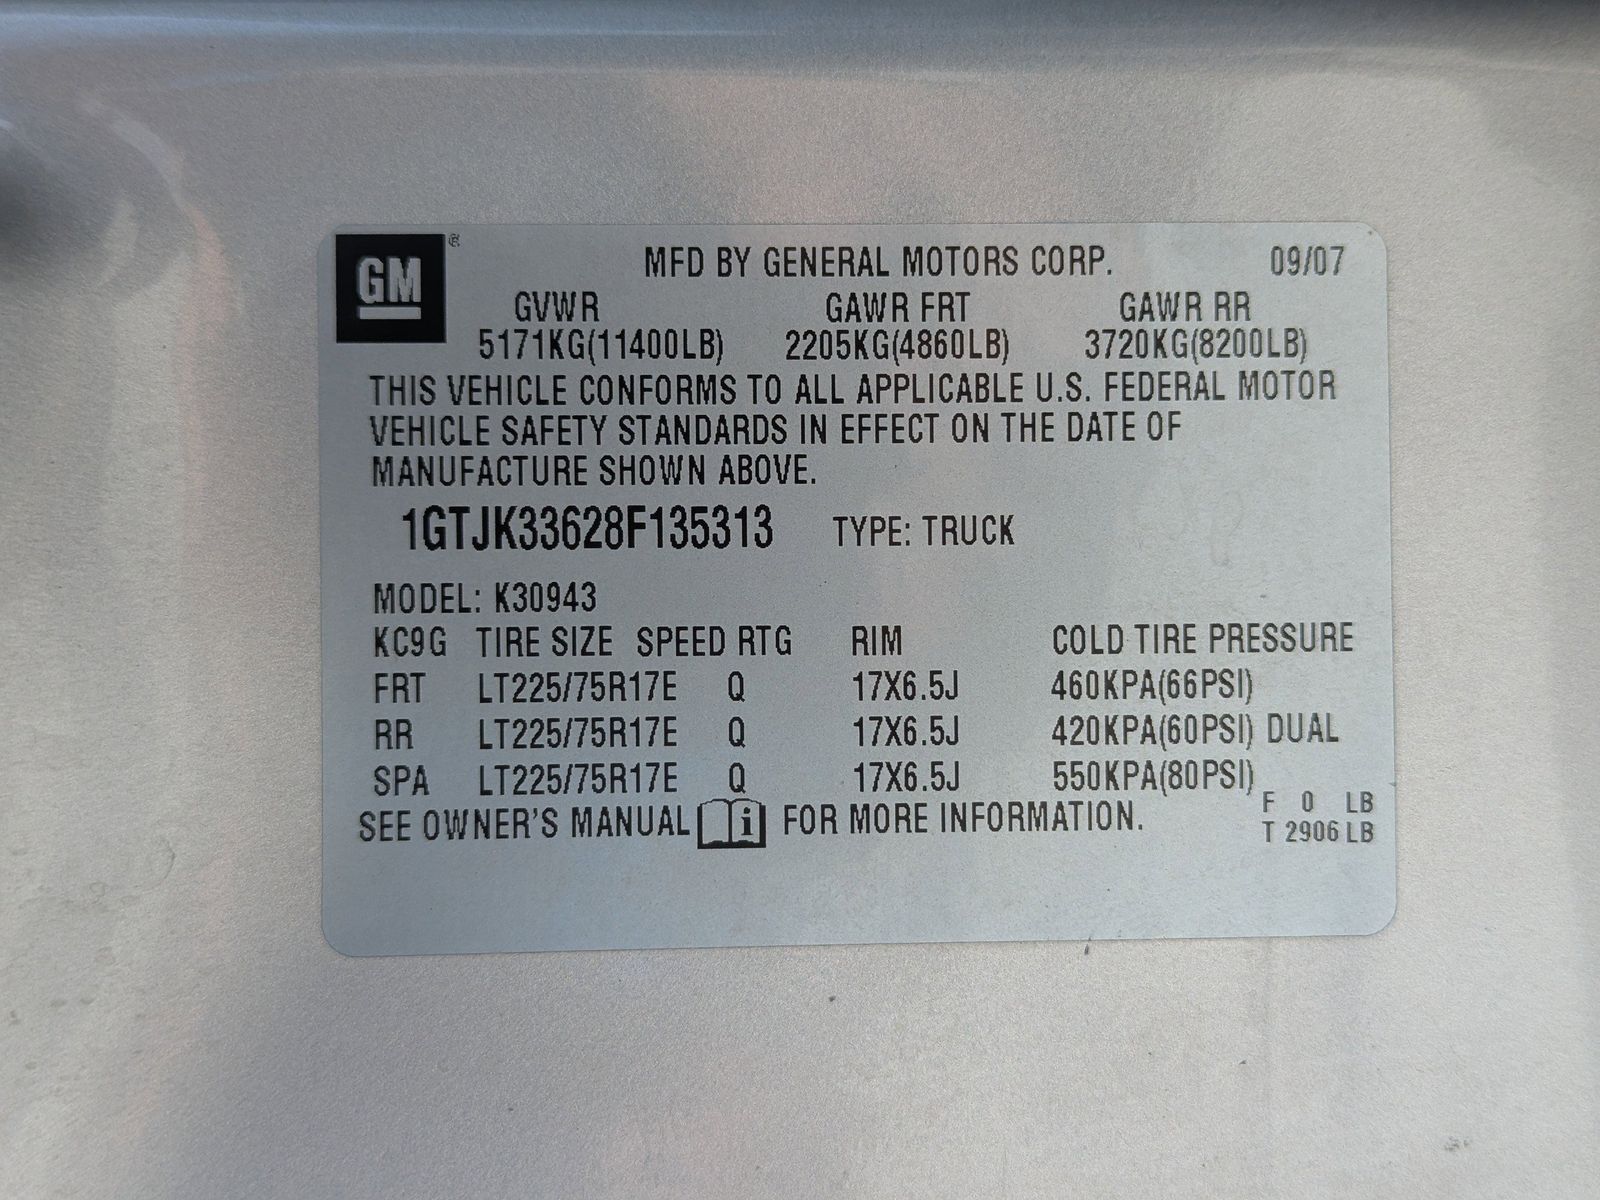 GM ®
MFD BY GENERAL MOTORS CORP. 09/07
GVWR GAWR FRT GAWR RR
5171KG(11400LB) 2205KG(4860LB) 3720KG(8200LB)
THIS VEHICLE CONFORMS TO ALL APPLICABLE U.S. FEDERAL MOTOR
VEHICLE SAFETY STANDARDS IN EFFECT ON THE DATE OF
MANUFACTURE SHOWN ABOVE.
1GTJK33628F135313 TYPE: TRUCK
MODEL: K30943
KC9G TIRE SIZE SPEED RTG RIM COLD TIRE PRESSURE
FRT LT225/75R17E Q 17X6.5J 460KPA(66PSI)
RR LT225/75R17E Q 17X6.5J 420KPA(60PSI) DUAL
SPA LT225/75R17E Q 17X6.5J 550KPA(80PSI)
SEE OWNER'S MANUAL i FOR MORE INFORMATION.
F 0 LB
T 2906 LB